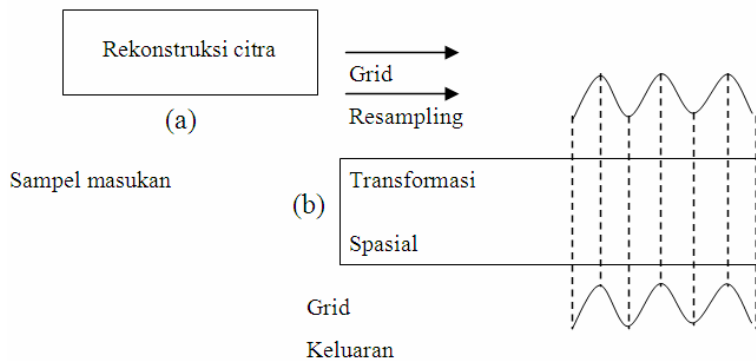 Rekonstruksi citra
Grid
(a)
Resampling
Sampel masukan
Transformasi
(b)
Spasial
Grid
Keluaran